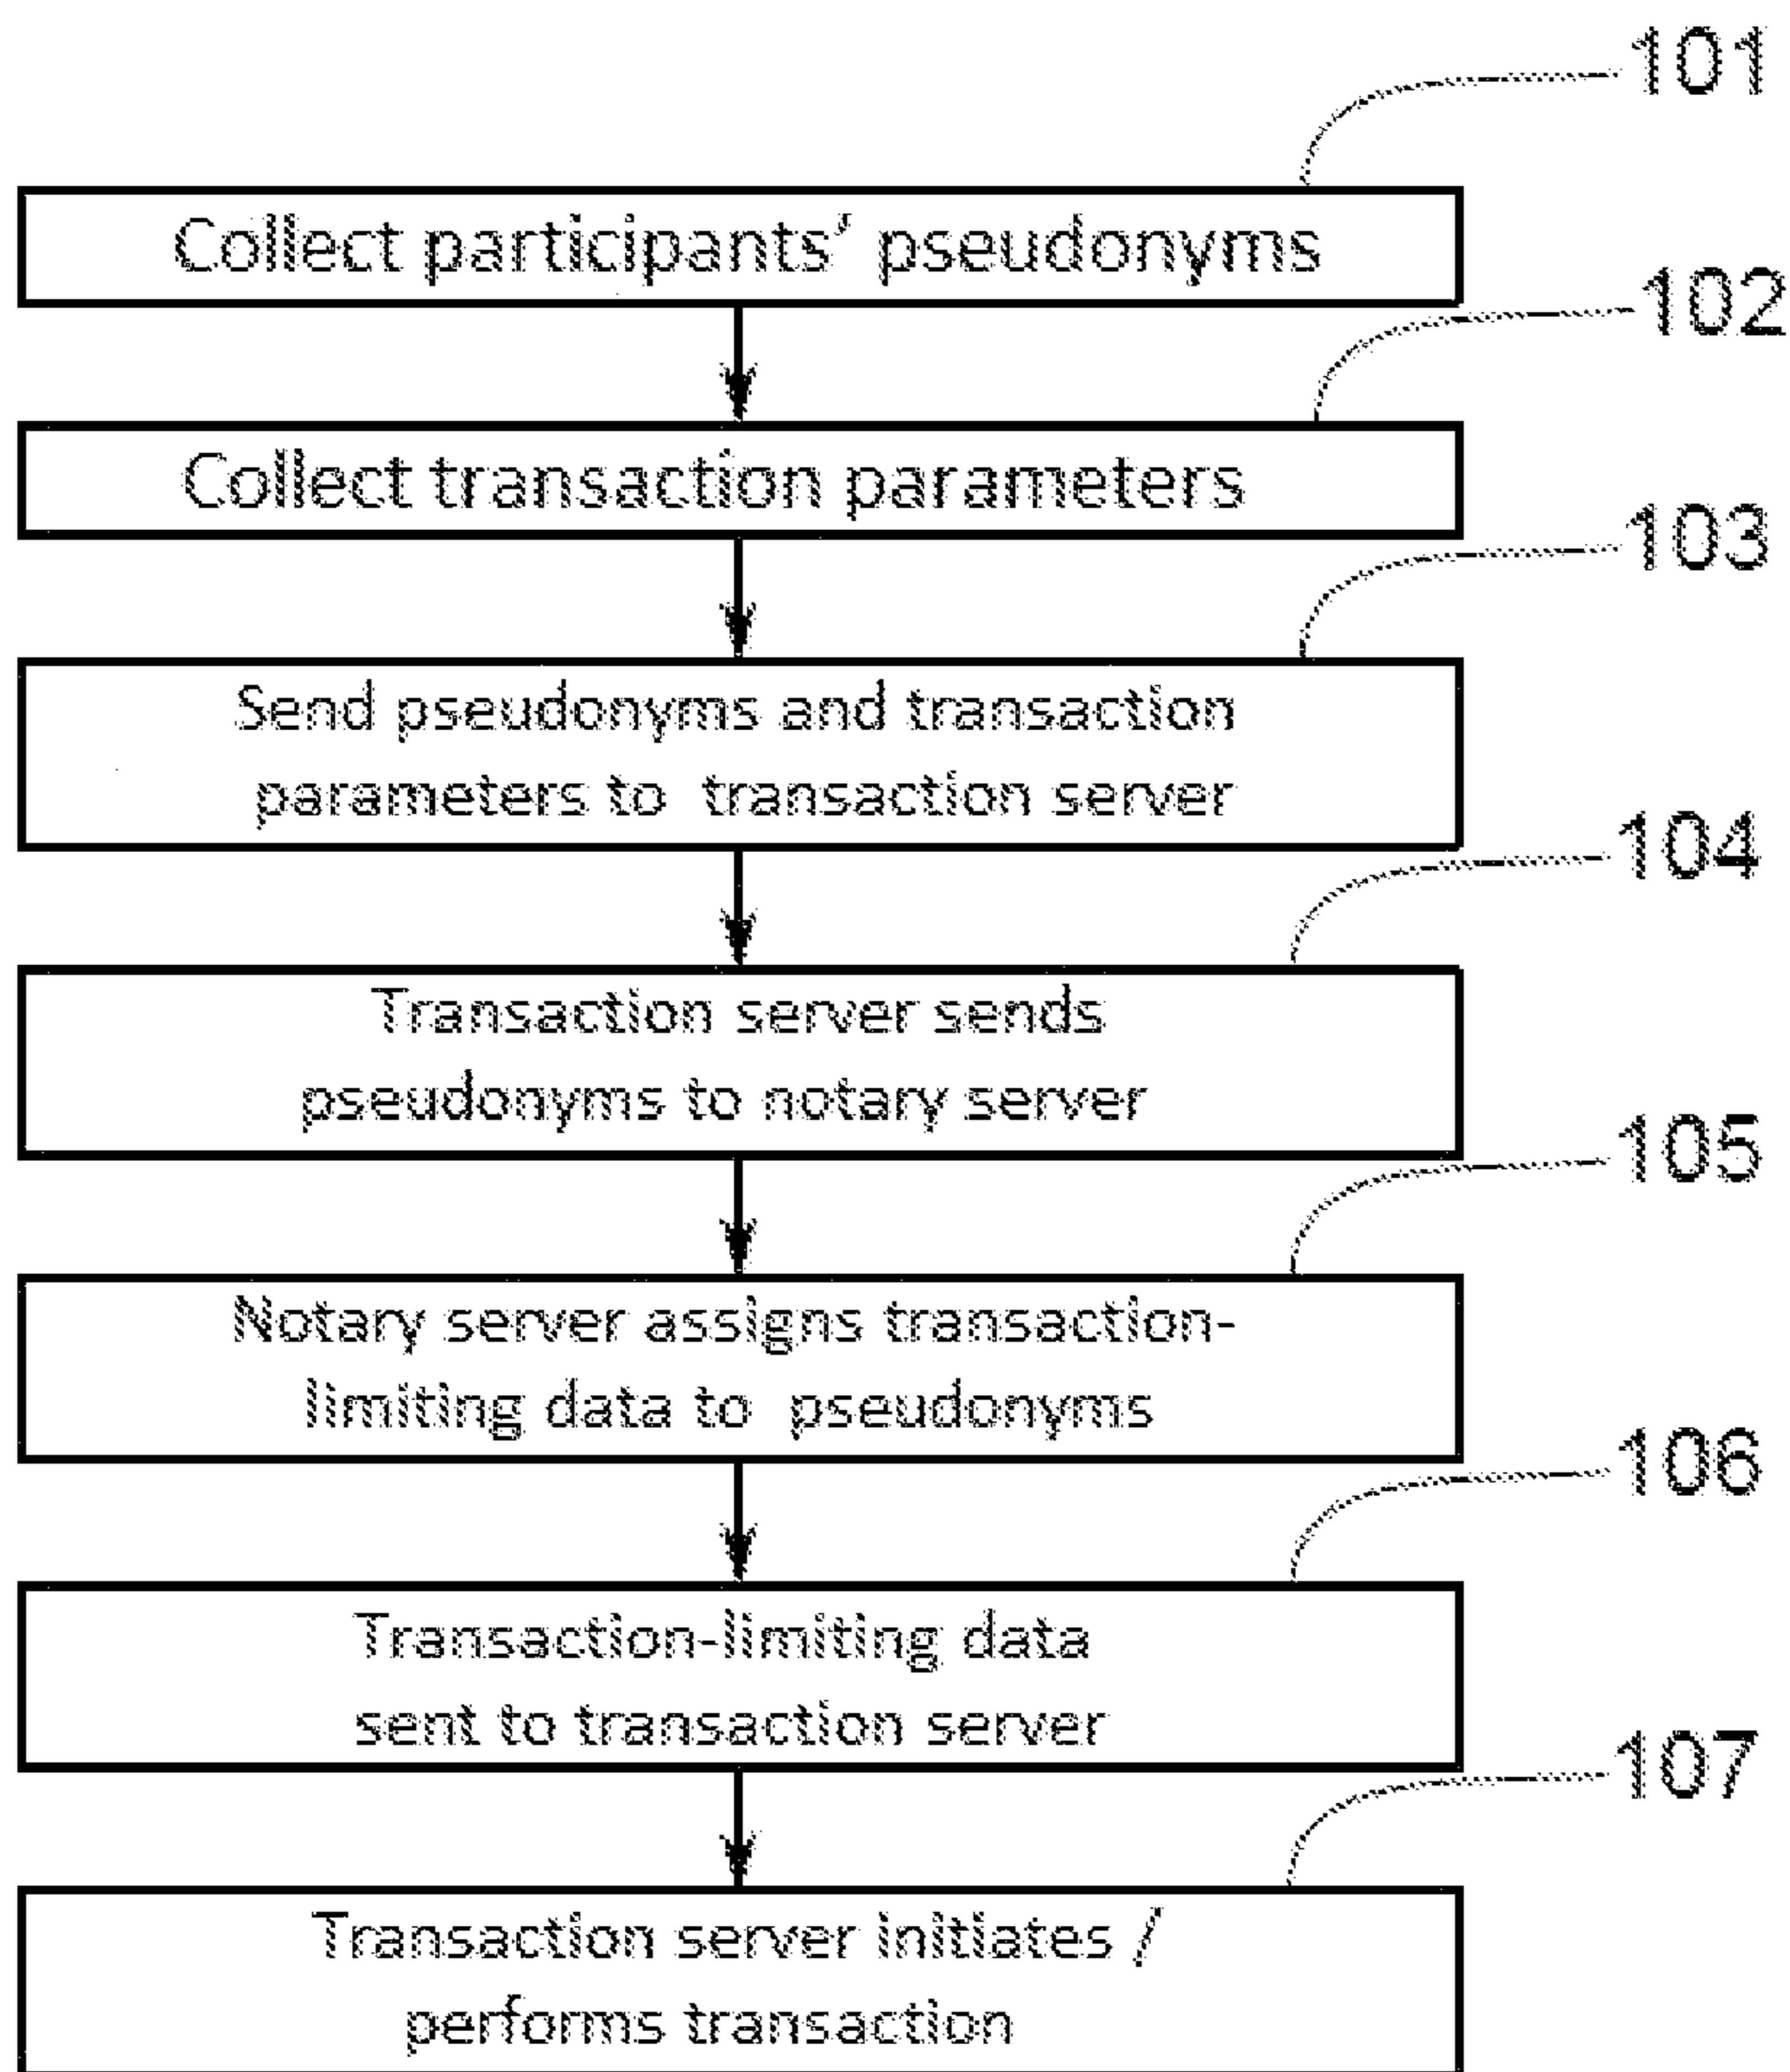 101
Collect participants’ pseudonyms
102
Collect transaction parameters
103
Send pseudonyms and transaction
parameters to transaction server
104
Transaction server sends
pseudonyms to notary server
105
Notary server assigns transaction-
limiting data to pseudonyms
106
Transaction-limiting data
sent to transaction server
107
Transaction server initiates /
performs transaction